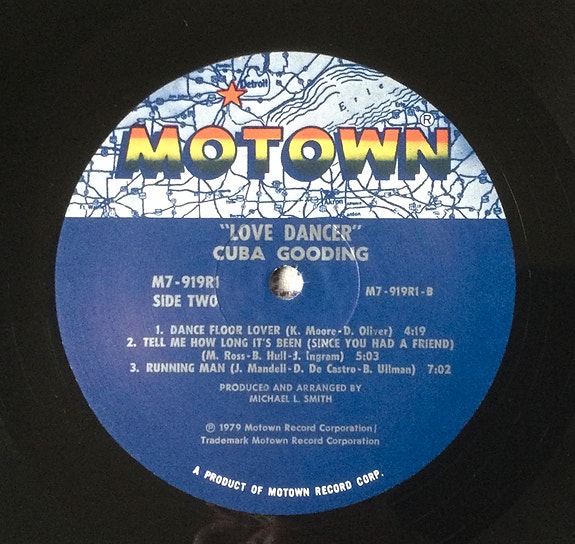 Detroit
Erie
MOTOWN®
"LOVE DANCER"
CUBA GOODING
M7-919R1
SIDE TWO
M7-919R1-B
1. DANCE FLOOR LOVER (K. Moore-D. Oliver) 4:19
2. TELL ME HOW LONG IT'S BEEN (SINCE YOU HAD A FRIEND)
(M. Ross-B. Hull-J. Ingram) 5:03
3. RUNNING MAN (J. Mandell-D. De Castro-B. Ullman) 7:02
PRODUCED AND ARRANGED BY
MICHAEL L. SMITH
℗ 1979 Motown Record Corporation/
Trademark Motown Record Corporation
A PRODUCT OF MOTOWN RECORD CORP.